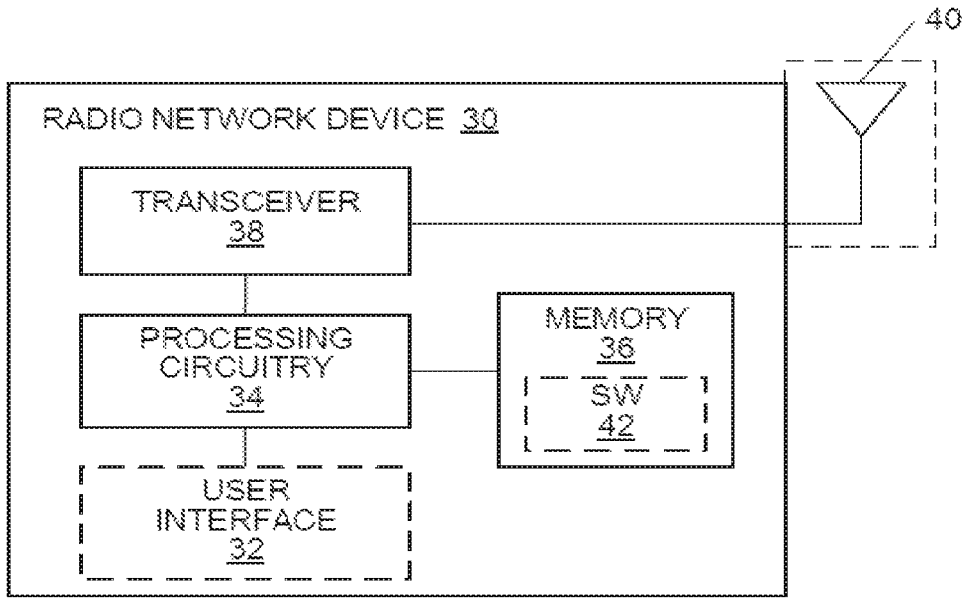 40
RADIO NETWORK DEVICE 30
TRANSCEIVER
38
PROCESSING
CIRCUITRY
34
MEMORY
36
SW
42
USER
INTERFACE
32